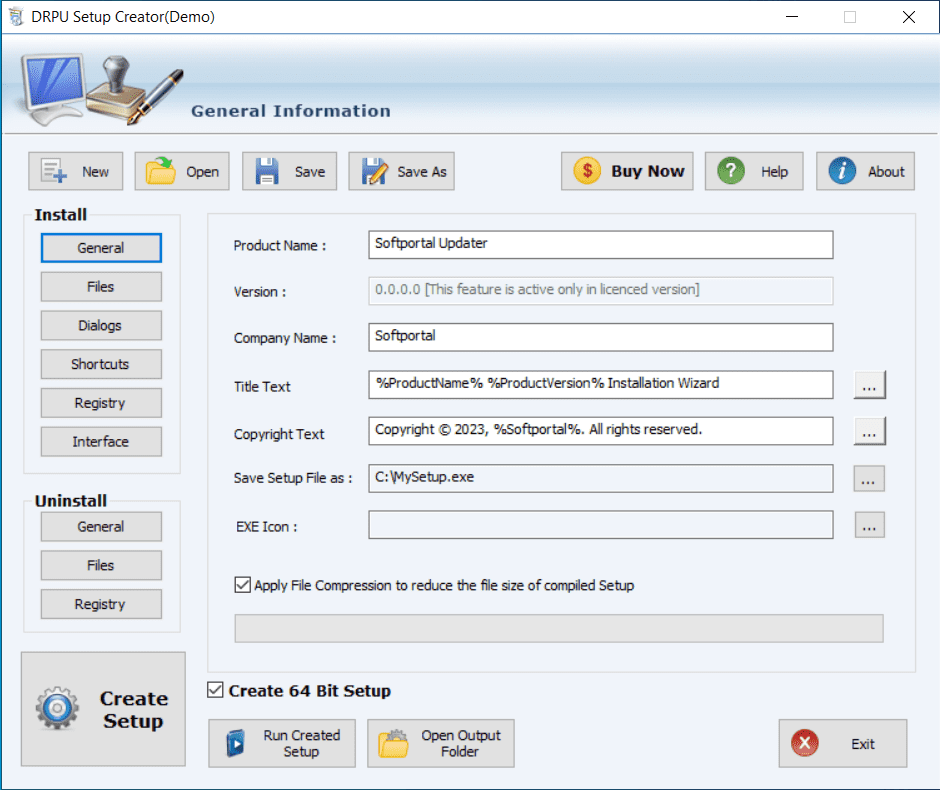 DRPU Setup Creator(Demo)
General Information
New
Open
Save
Save As
Buy Now
Help
About
Install
General
Files
Dialogs
Shortcuts
Registry
Interface
Uninstall
General
Files
Registry
Create
Setup
Product Name :
Softportal Updater
Version :
0.0.0.0 [This feature is active only in licenced version]
Company Name :
Softportal
Title Text
%ProductName% %ProductVersion% Installation Wizard
...
Copyright Text
Copyright © 2023, %Softportal%. All rights reserved.
...
Save Setup File as :
C:\MySetup.exe
...
EXE Icon :
...
Apply File Compression to reduce the file size of compiled Setup
Create 64 Bit Setup
Run Created
Setup
Open Output
Folder
Exit